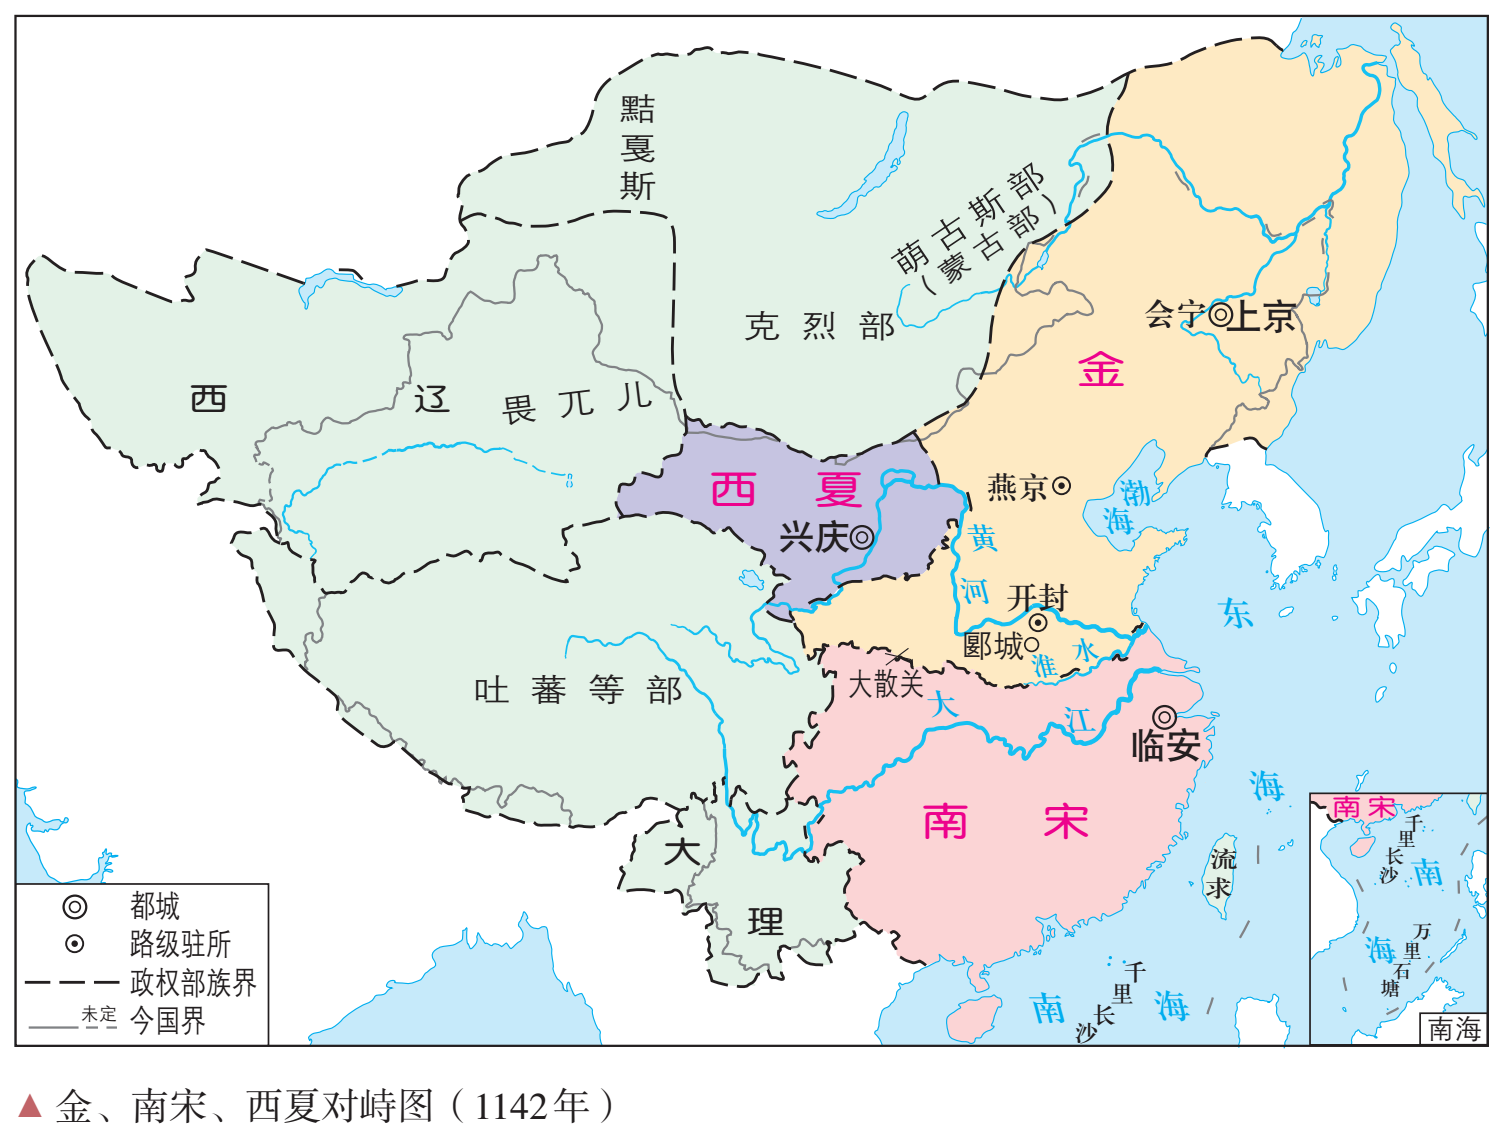 黠戛斯
萌古斯部
（蒙古部）
克烈部
会宁
上京
金
西辽
畏兀儿
西夏
兴庆
燕京
渤海
黄河
开封
郾城
淮水
东海
大散关
大江
吐蕃等部
临安
南宋
大理
流求
南海
千里长沙
南宋
千里长沙
南海
万里石塘
南海
都城
路级驻所
政权部族界
未定
今国界
▲ 金、南宋、西夏对峙图（1142年）